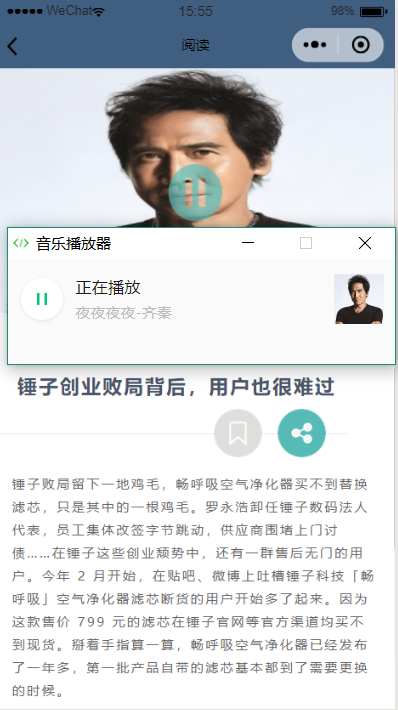 WeChat 15:55 98%
阅读
音乐播放器
正在播放
夜夜夜夜-齐秦
锤子创业败局背后，用户也很难过
锤子败局留下一地鸡毛，畅呼吸空气净化器买不到替换
滤芯，只是其中的一根鸡毛。罗永浩卸任锤子数码法人
代表，员工集体改签字节跳动，供应商围堵上门讨
债……在锤子这些创业颓势中，还有一群售后无门的用
户。今年 2 月开始，在贴吧、微博上吐槽锤子科技「畅
呼吸」空气净化器滤芯断货的用户开始多了起来。因为
这款售价 799 元的滤芯在锤子官网等官方渠道均买不
到现货。掰着手指算一算，畅呼吸空气净化器已经发布
了一年多，第一批产品自带的滤芯基本都到了需要更换
的时候。